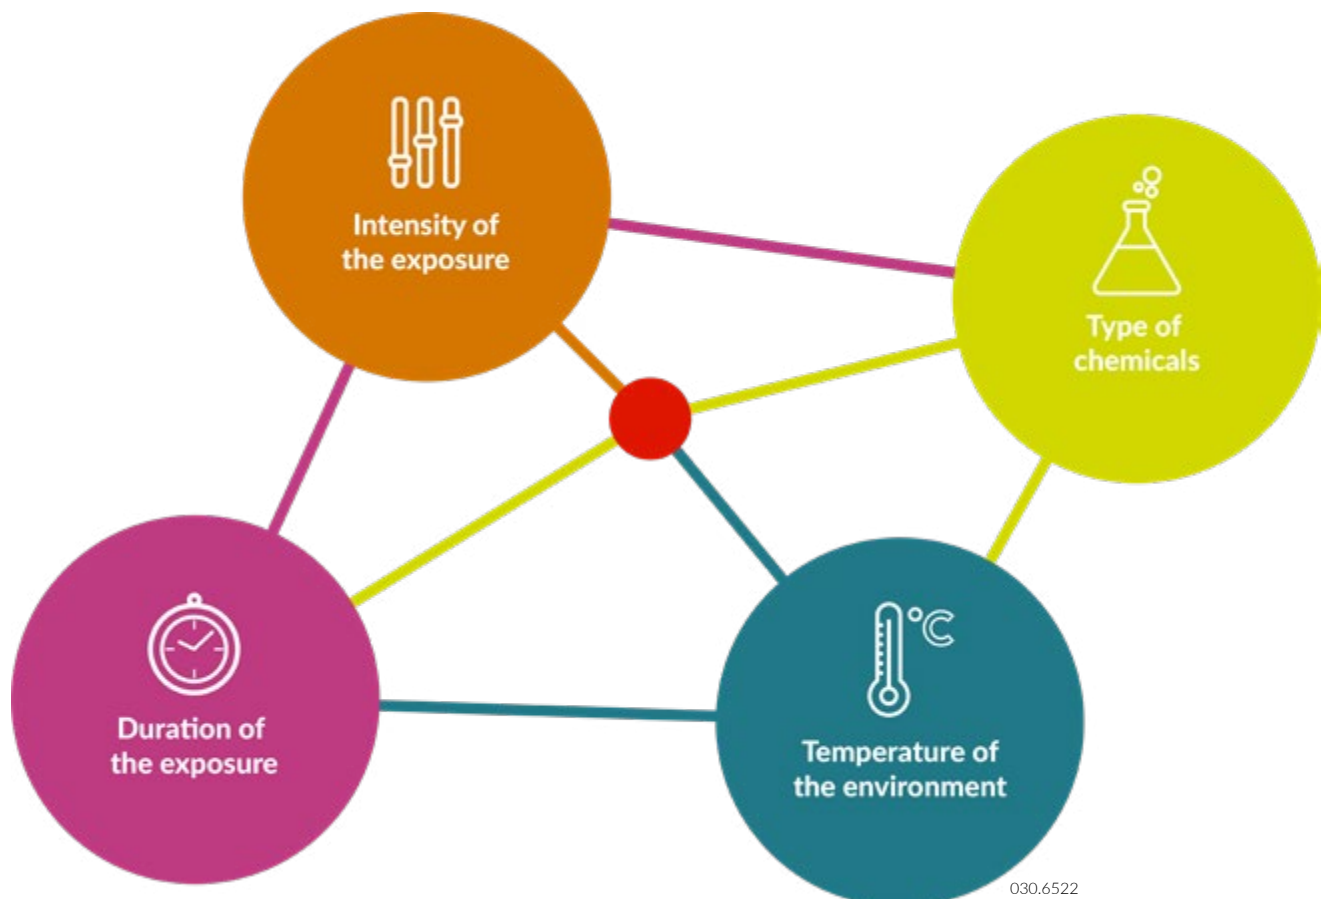 Intensity of
the exposure
Type of
chemicals
Duration of
the exposure
°C
Temperature of
the environment
030.6522